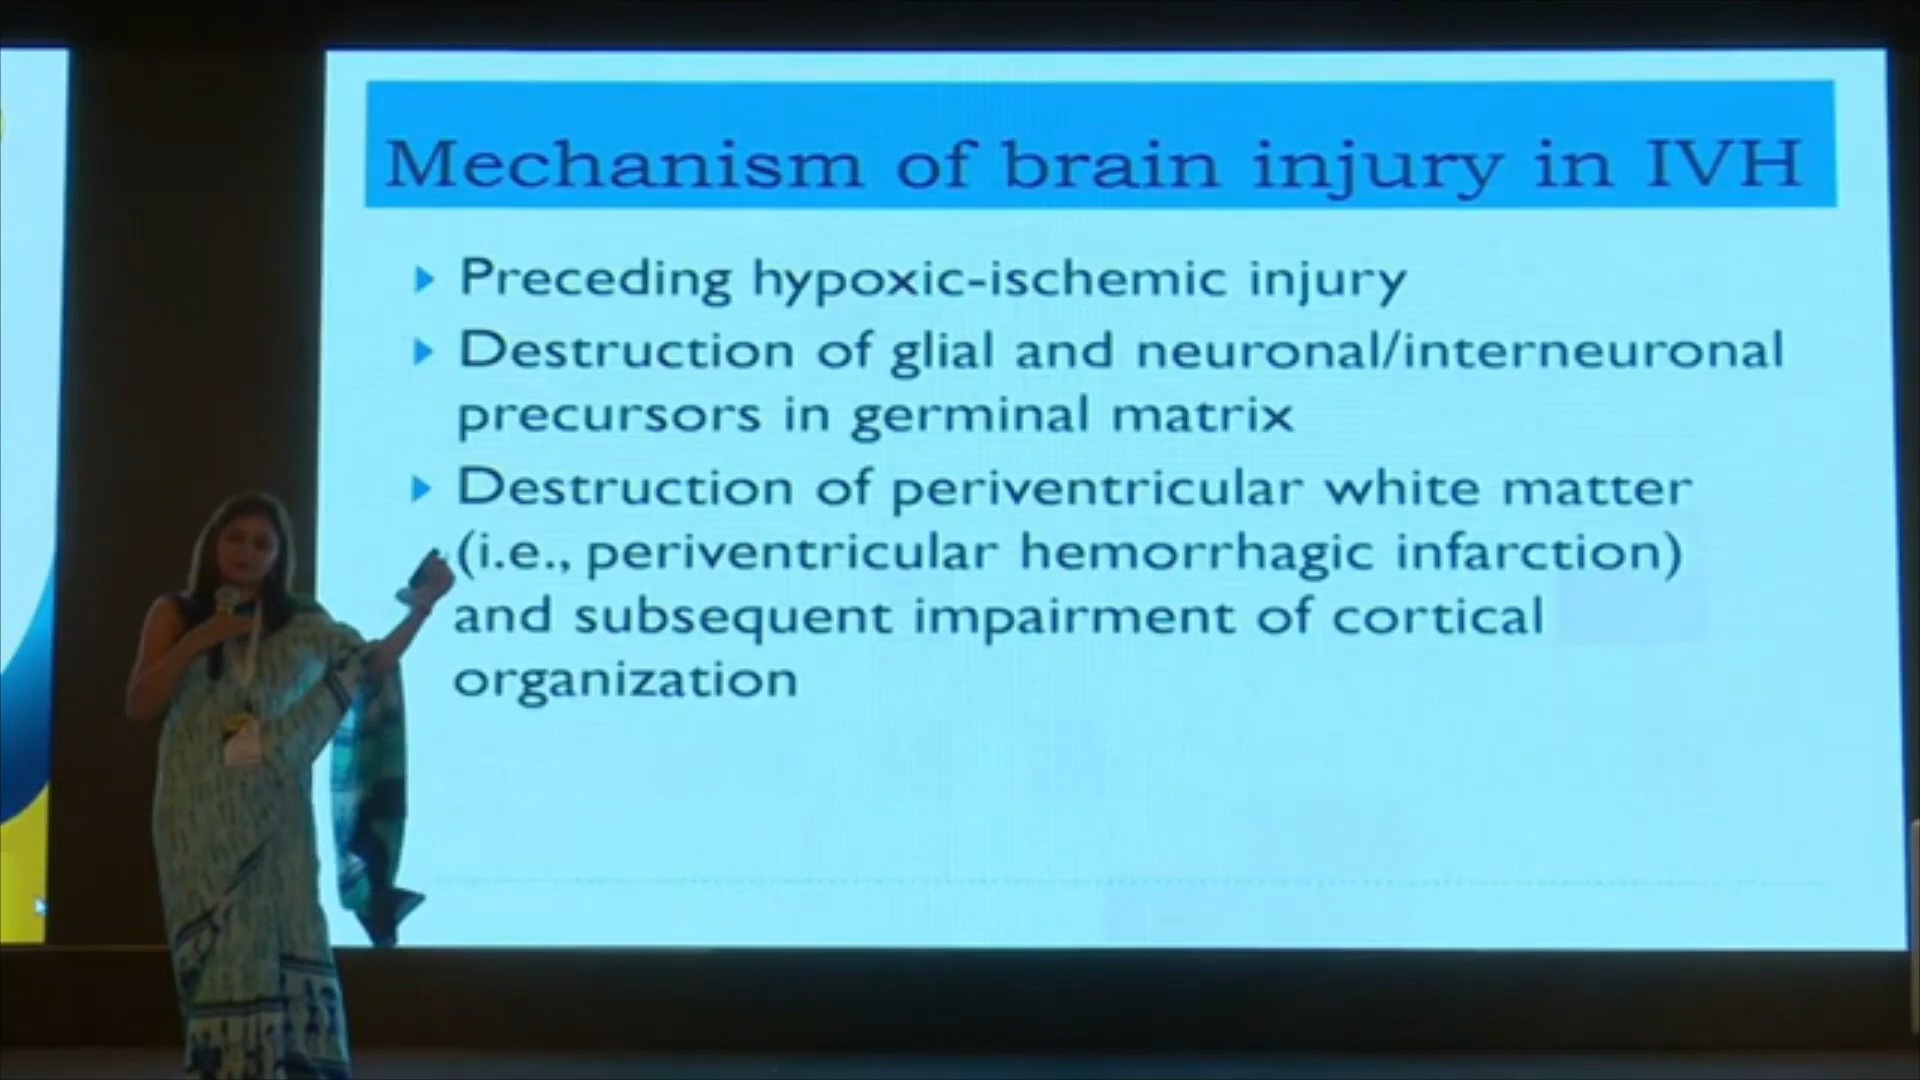 Mechanism of brain injury in IVH
Preceding hypoxic-ischemic injury
Destruction of glial and neuronal/interneuronal
precursors in germinal matrix
Destruction of periventricular white matter
(i.e., periventricular hemorrhagic infarction)
and subsequent impairment of cortical
organization